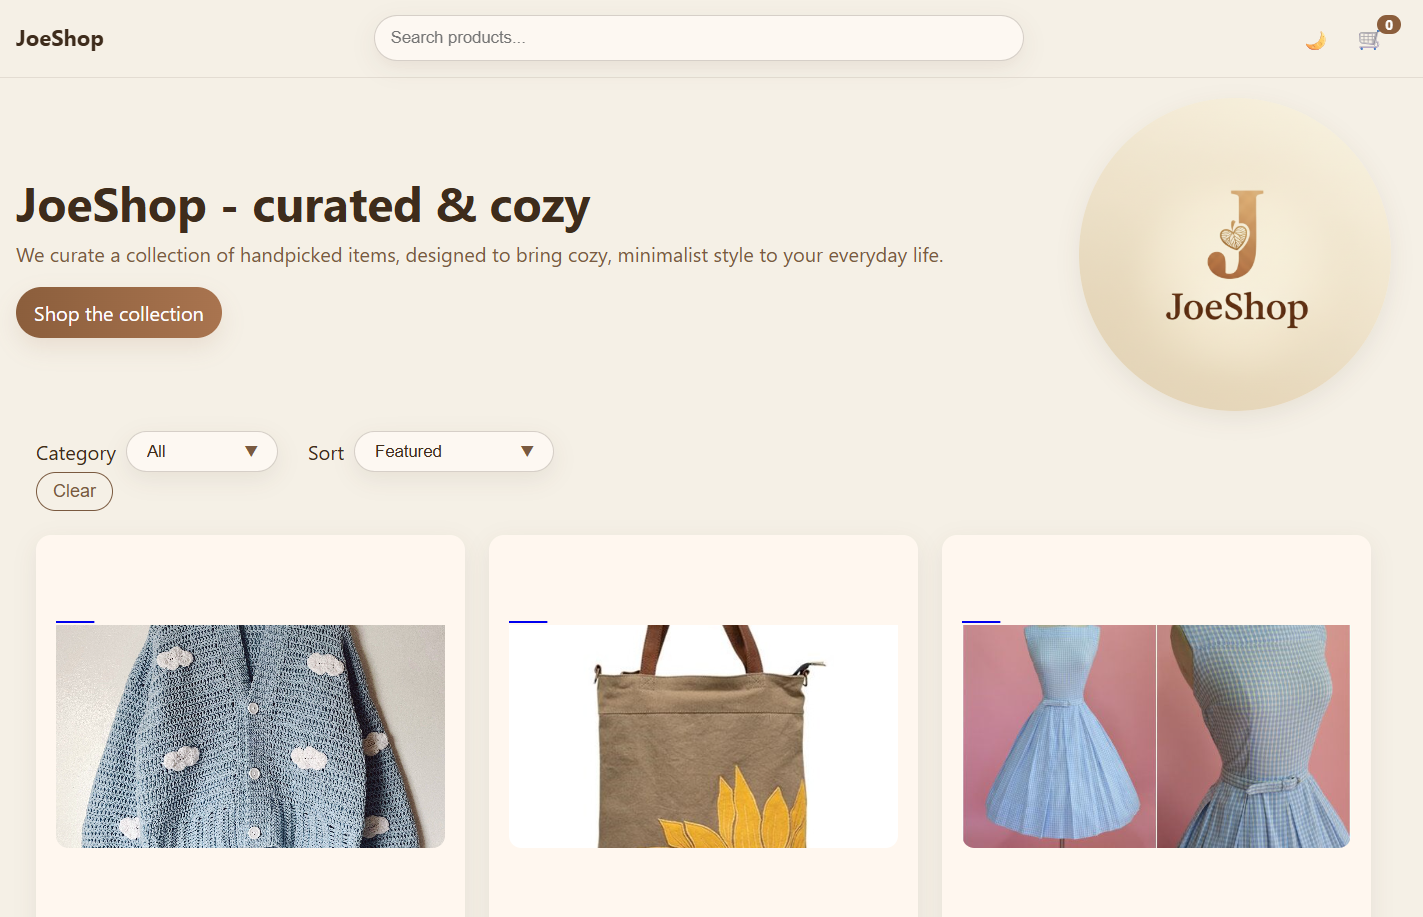 JoeShop
Search products...
0
JoeShop - curated & cozy
We curate a collection of handpicked items, designed to bring cozy, minimalist style to your everyday life.
Shop the collection
J
JoeShop
Category All ▼ Sort Featured ▼
Clear